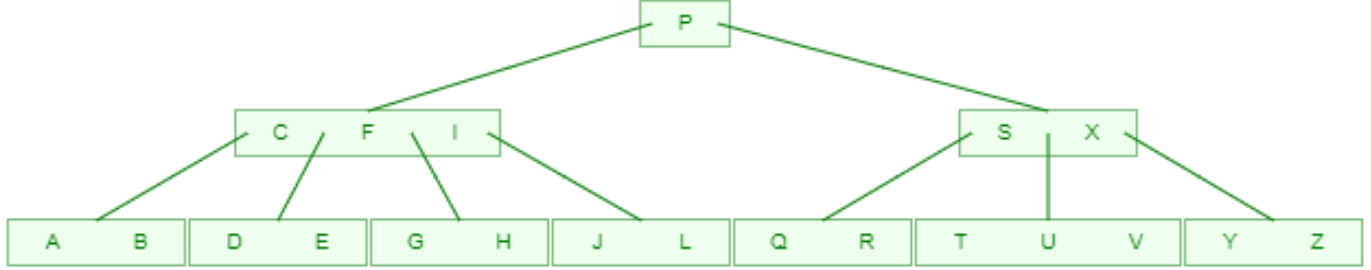 P
C F I S X
A B D E G H J L Q R T U V Y Z